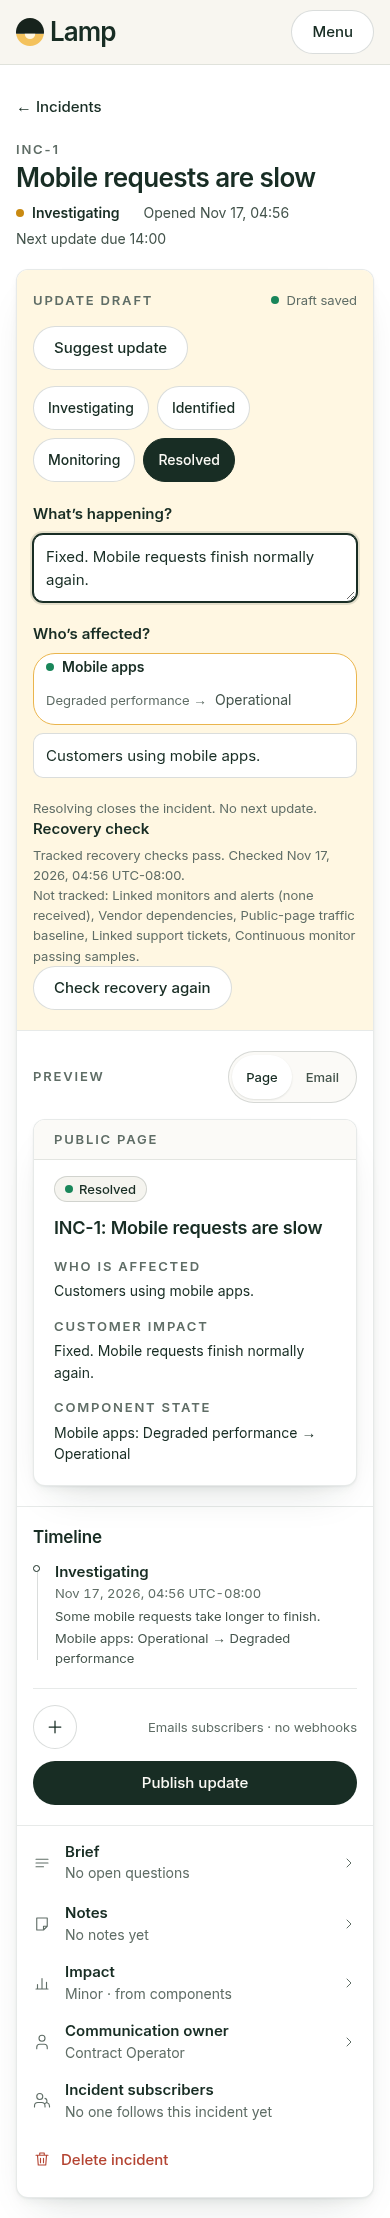 Lamp
Menu
← Incidents
INC-1
Mobile requests are slow
Investigating Opened Nov 17, 04:56
Next update due 14:00
UPDATE DRAFT
Draft saved
Suggest update
Investigating
Identified
Monitoring
Resolved
What's happening?
Fixed. Mobile requests finish normally
again.
Who's affected?
Mobile apps
Degraded performance → Operational
Customers using mobile apps.
Resolving closes the incident. No next update.
Recovery check
Tracked recovery checks pass. Checked Nov 17,
2026, 04:56 UTC-08:00.
Not tracked: Linked monitors and alerts (none
received), Vendor dependencies, Public-page traffic
baseline, Linked support tickets, Continuous monitor
passing samples.
Check recovery again
PREVIEW
Page
Email
PUBLIC PAGE
Resolved
INC-1: Mobile requests are slow
WHO IS AFFECTED
Customers using mobile apps.
CUSTOMER IMPACT
Fixed. Mobile requests finish normally
again.
COMPONENT STATE
Mobile apps: Degraded performance →
Operational
Timeline
Investigating
Nov 17, 2026, 04:56 UTC-08:00
Some mobile requests take longer to finish.
Mobile apps: Operational → Degraded
performance
Emails subscribers · no webhooks
Publish update
Brief
No open questions
Notes
No notes yet
Impact
Minor · from components
Communication owner
Contract Operator
Incident subscribers
No one follows this incident yet
Delete incident